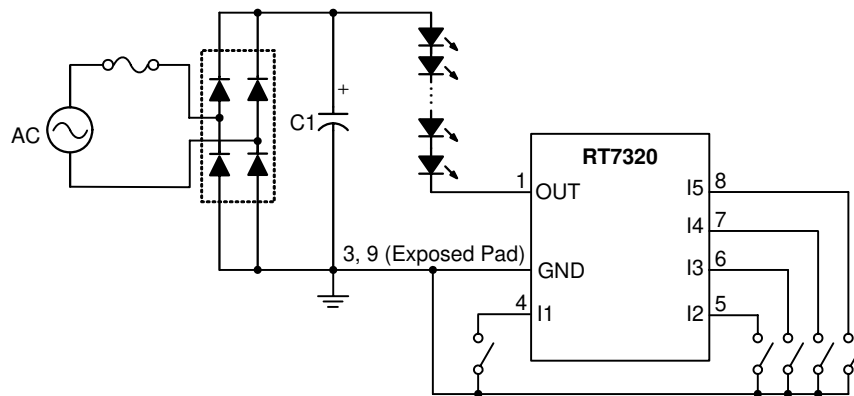 +
C1
AC
RT7320
1
OUT
I5
8
I4
7
3, 9 (Exposed Pad)
GND
I3
6
4
I1
I2
5